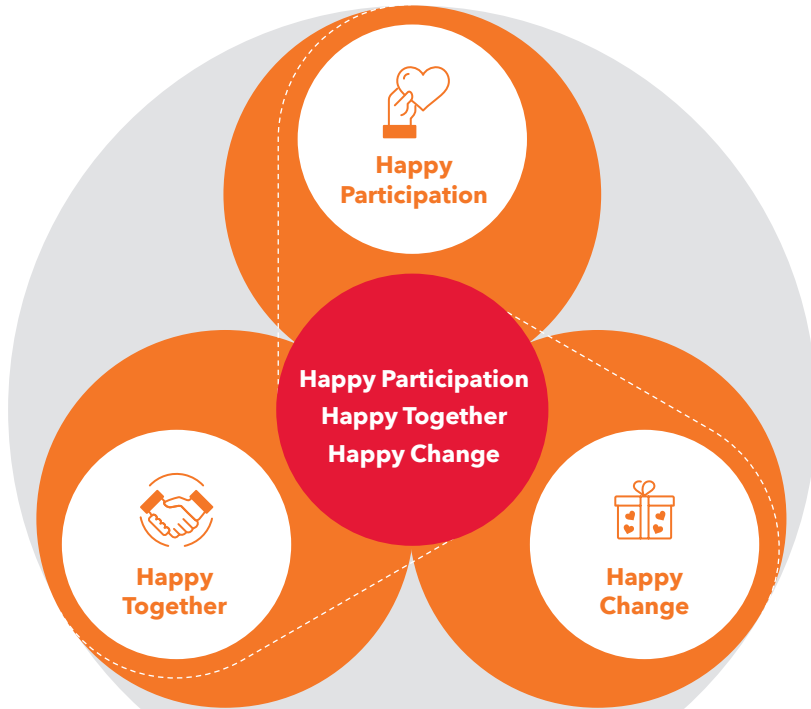 Happy
Participation
Happy Participation
Happy Together
Happy Change
Happy
Together
Happy
Change